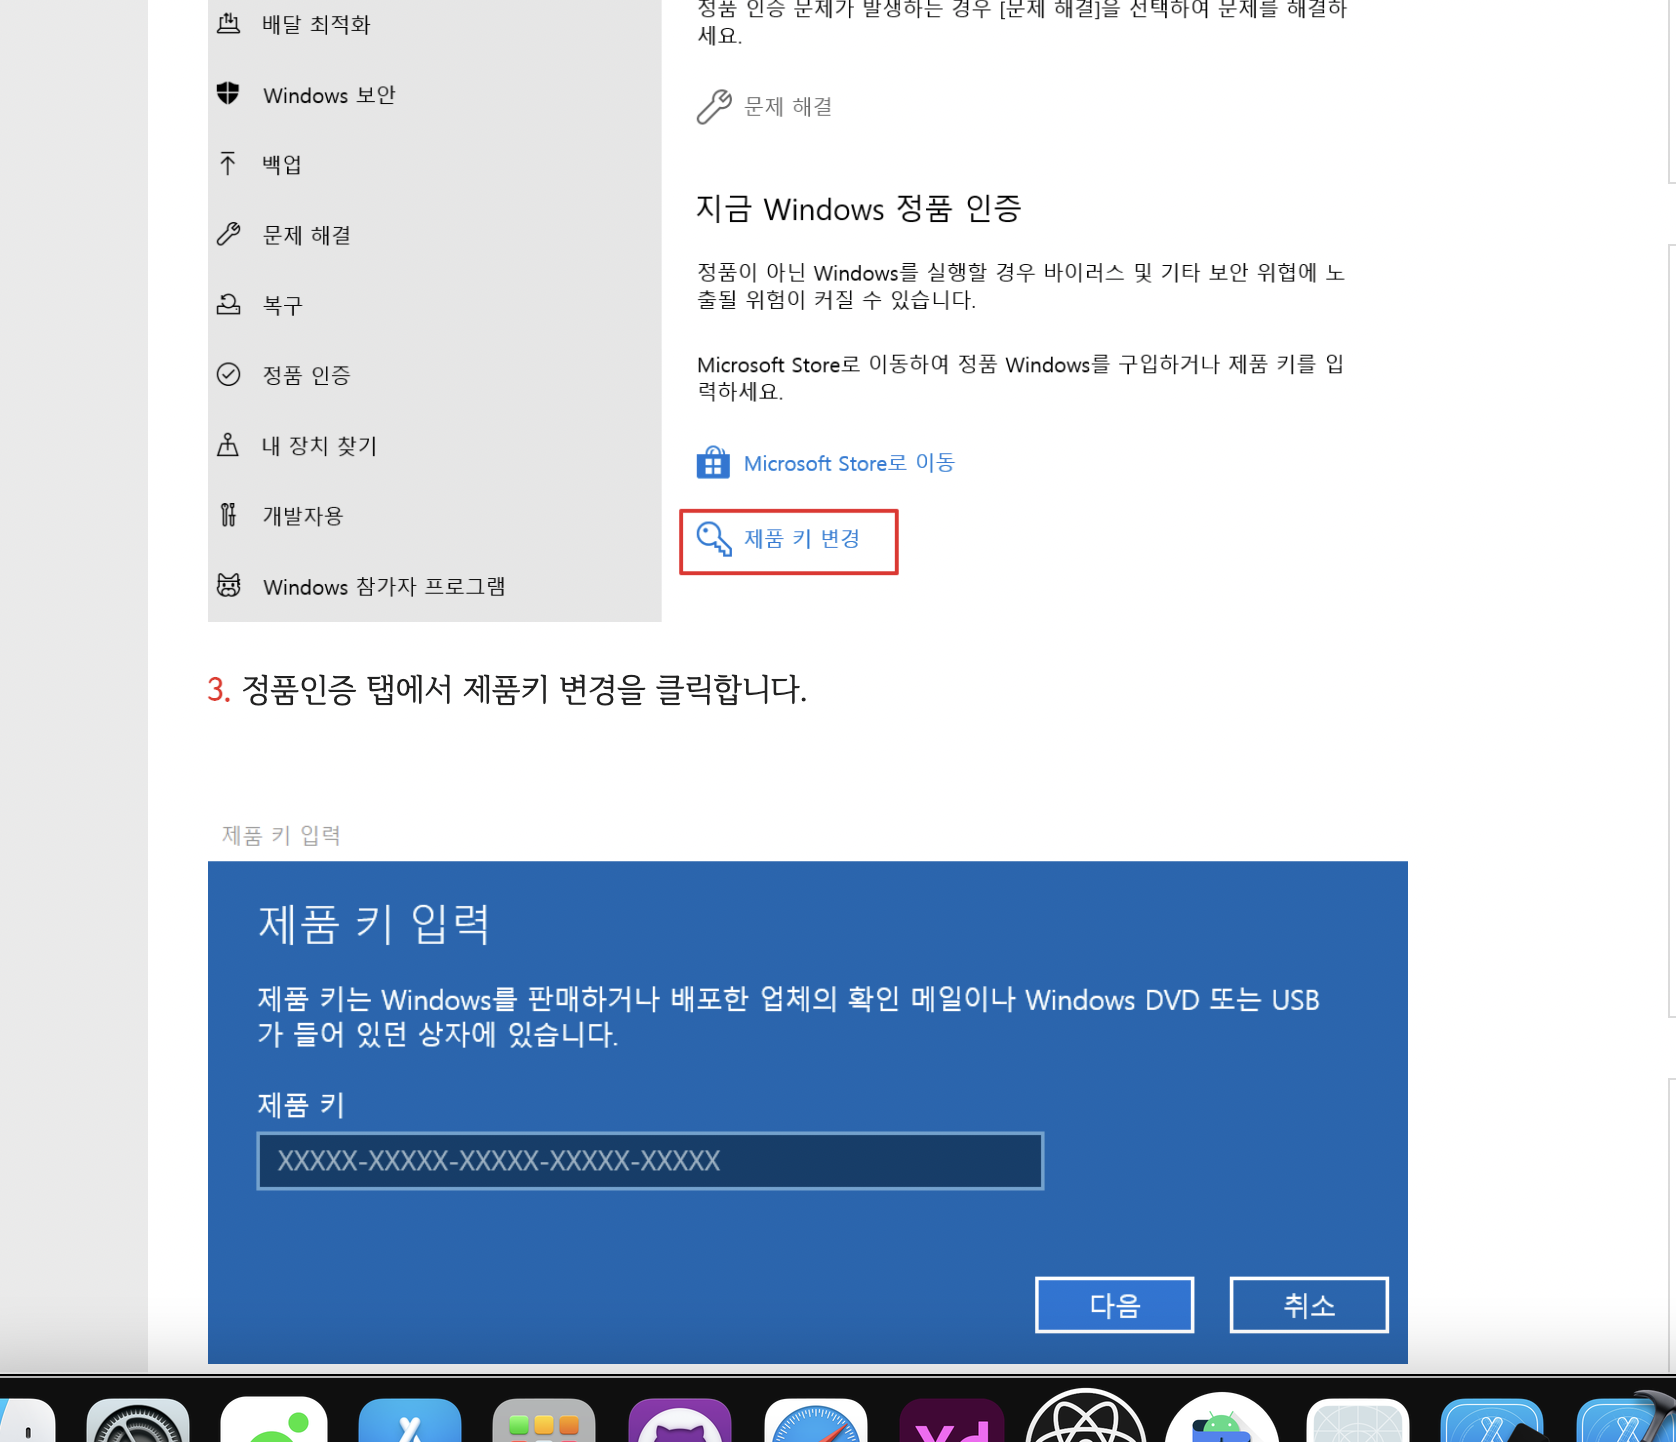 배달 최적화
Windows 보안
백업
문제 해결
복구
정품 인증
내 장치 찾기
개발자용
Windows 참가자 프로그램
정품 인증 문제가 발생하는 경우 [문제 해결]을 선택하여 문제를 해결하
세요.
문제 해결
지금 Windows 정품 인증
정품이 아닌 Windows를 실행할 경우 바이러스 및 기타 보안 위협에 노
출될 위험이 커질 수 있습니다.
Microsoft Store로 이동하여 정품 Windows를 구입하거나 제품 키를 입
력하세요.
Microsoft Store로 이동
제품 키 변경
3. 정품인증 탭에서 제품키 변경을 클릭합니다.
제품 키 입력
제품 키 입력
제품 키는 Windows를 판매하거나 배포한 업체의 확인 메일이나 Windows DVD 또는 USB
가 들어 있던 상자에 있습니다.
제품 키
XXXXX-XXXXX-XXXXX-XXXXX-XXXXX
다음
취소
Xd